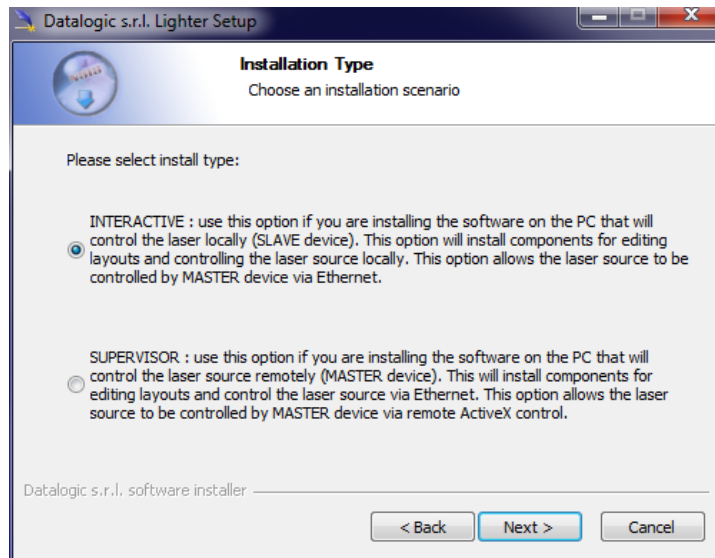 Datalogic s.r.l. Lighter Setup
Installation Type
Choose an installation scenario
Please select install type:
INTERACTIVE : use this option if you are installing the software on the PC that will
control the laser locally (SLAVE device). This option will install components for editing
layouts and controlling the laser source locally. This option allows the laser source to be
controlled by MASTER device via Ethernet.
SUPERVISOR : use this option if you are installing the software on the PC that will
control the laser source remotely (MASTER device). This will install components for
editing layouts and control the laser source via Ethernet. This option allows the laser
source to be controlled by MASTER device via remote ActiveX control.
Datalogic s.r.l. software installer
< Back
Next >
Cancel